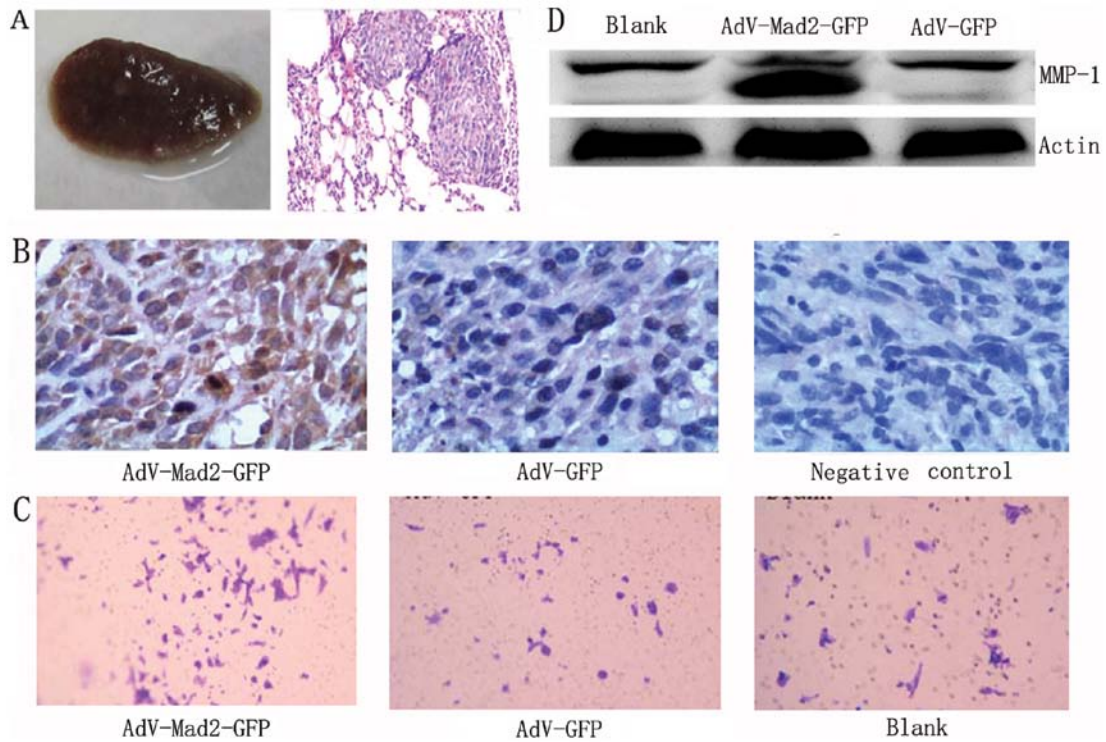 A
D
Blank AdV-Mad2-GFP AdV-GFP
MMP-1
Actin
B
AdV-Mad2-GFP AdV-GFP Negative control
C
AdV-Mad2-GFP AdV-GFP Blank